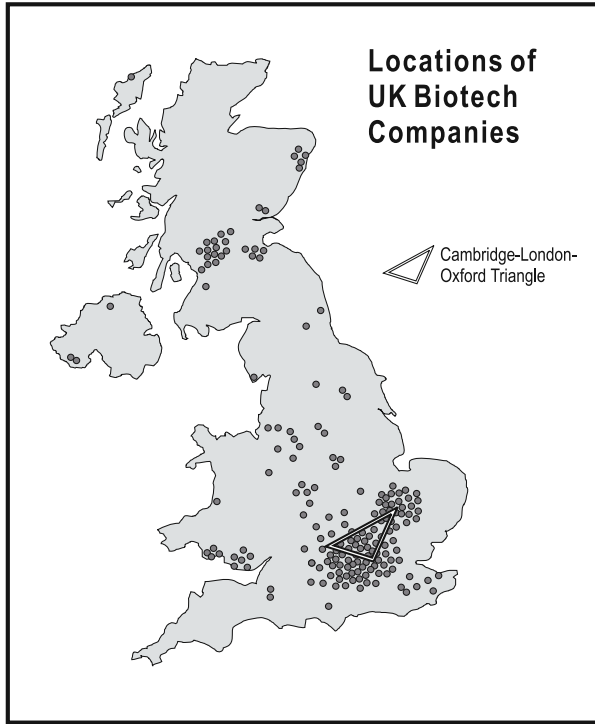 Locations of
UK Biotech
Companies
Cambridge-London-
Oxford Triangle